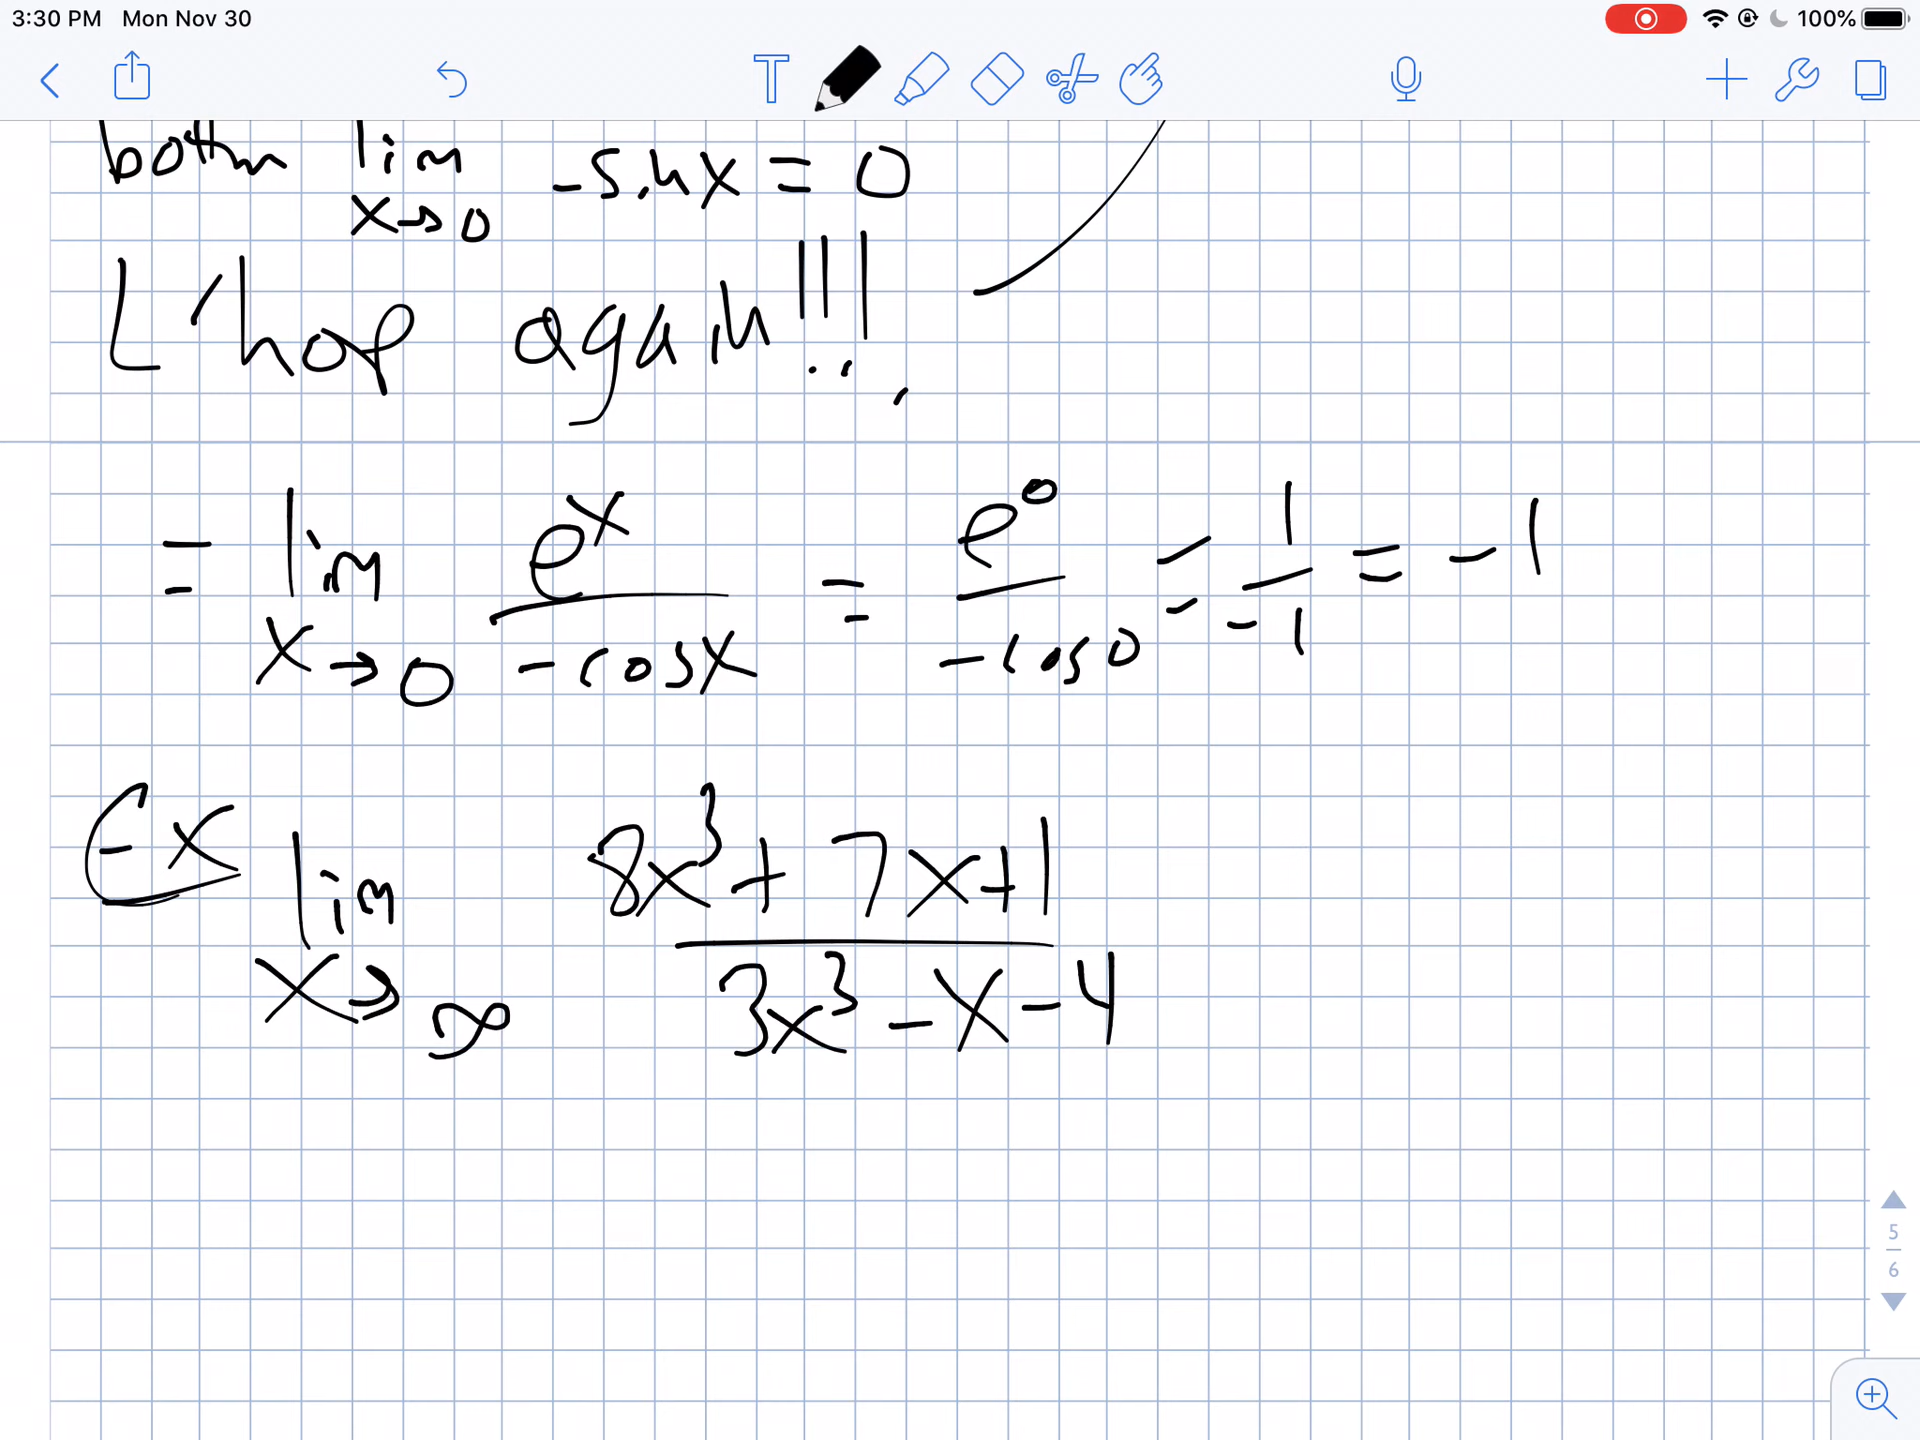 3:30 PM Mon Nov 30 100%
T
bottm lim -sinx = 0
x→0
L'hop again!!!
= lim e^x / -cosx = e^0 / -cos0 = 1 / -1 = -1
x→0
Ex lim 8x^3 + 7x+1 / 3x^3 - x - 4
x→∞
5
6